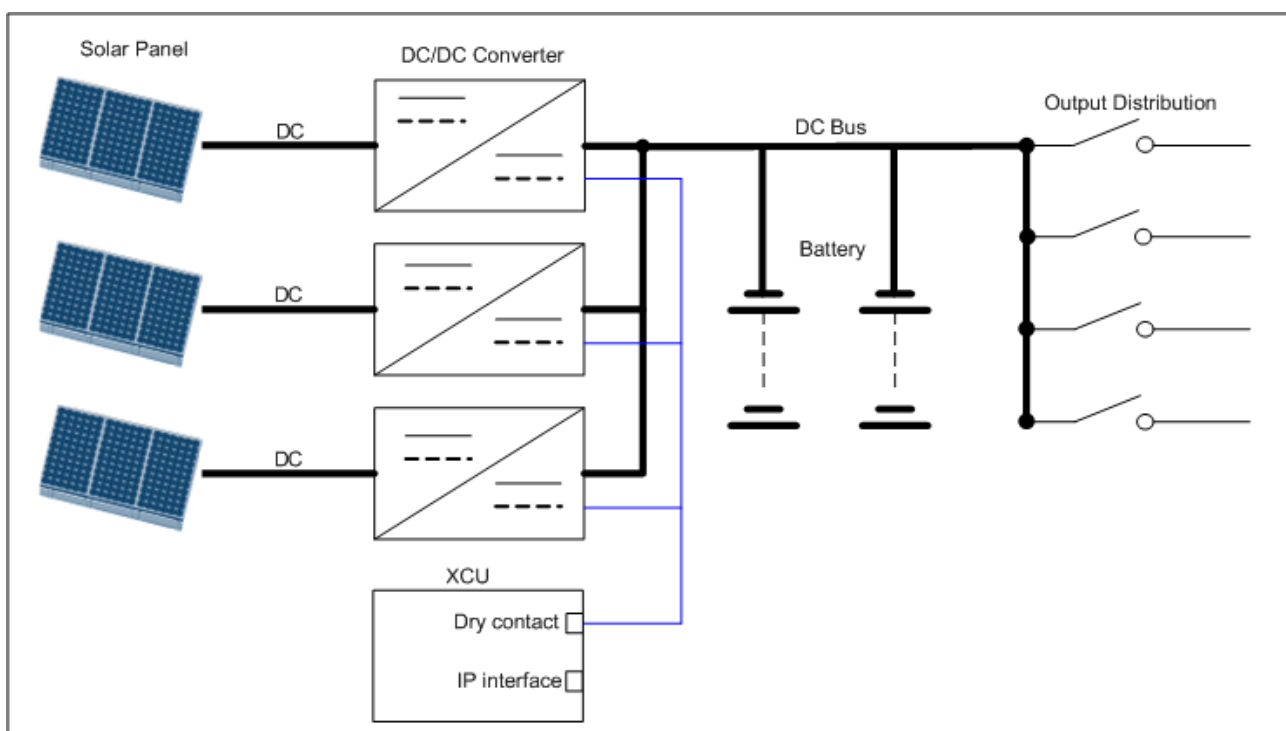 Solar Panel
DC/DC Converter
Output Distribution
DC
DC Bus
Battery
DC
DC
XCU
Dry contact
IP interface